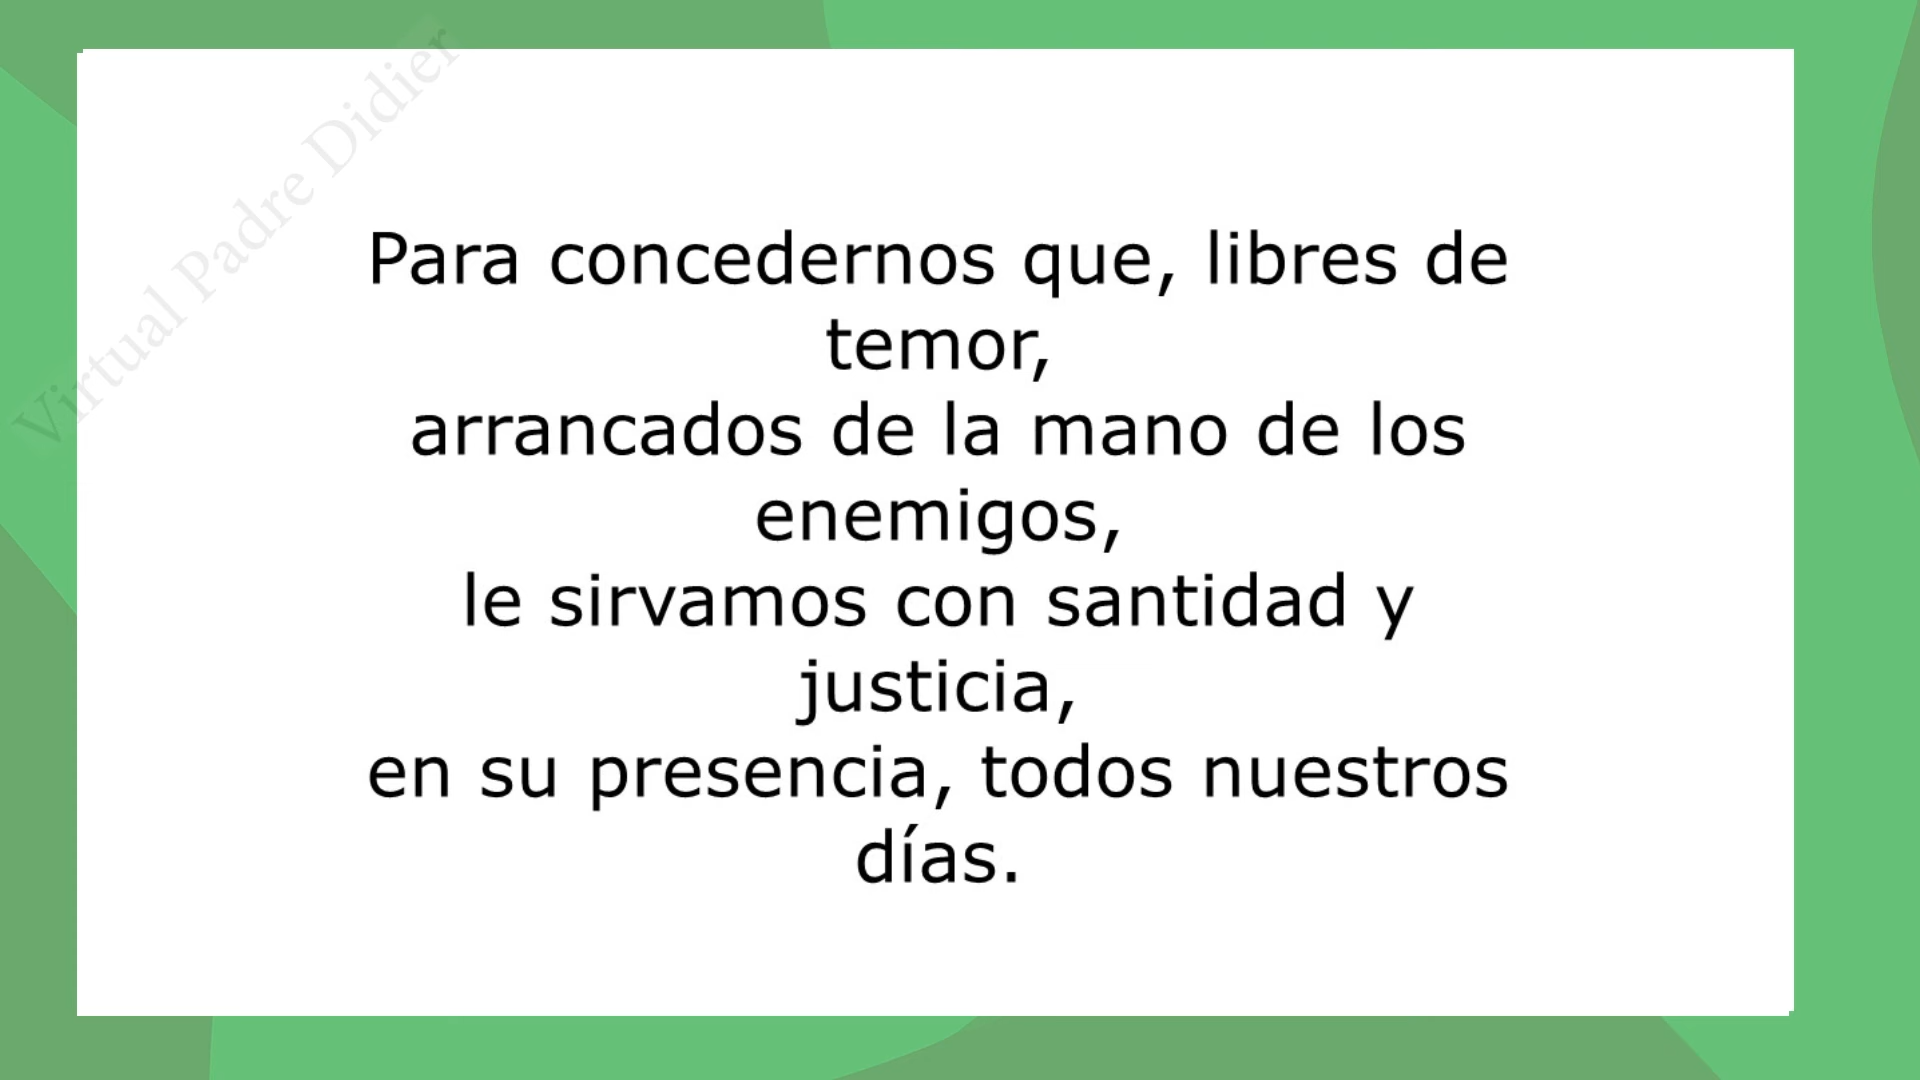 Virtual Padre Didier
Para concedernos que, libres de
temor,
arrancados de la mano de los
enemigos,
le sirvamos con santidad y
justicia,
en su presencia, todos nuestros
días.